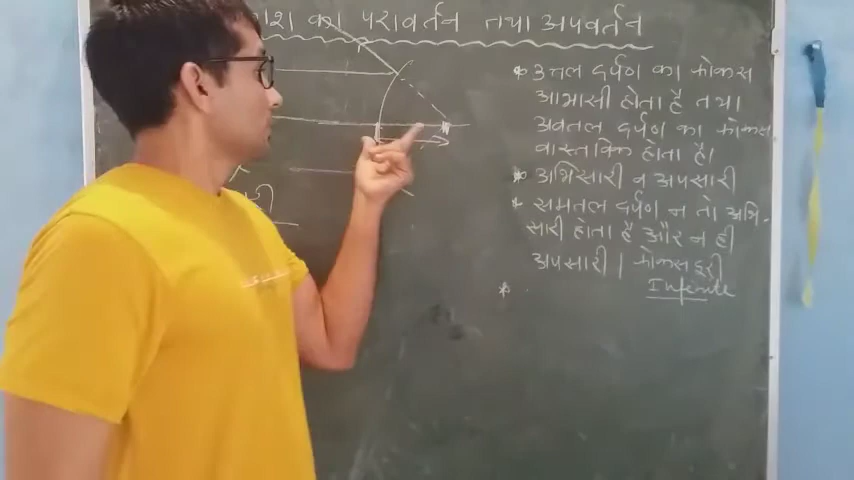 का परावर्तन तथा अपवर्तन
* उत्तल दर्पण का फोकस
आभासी होता है तथा
अवतल दर्पण का फोकस
वास्तविक होता है।
* अभिसारी व अपसारी
* समतल दर्पण न तो अभि-
सारी होता है और न ही
अपसारी । फोकस दूरी
Infinite
*